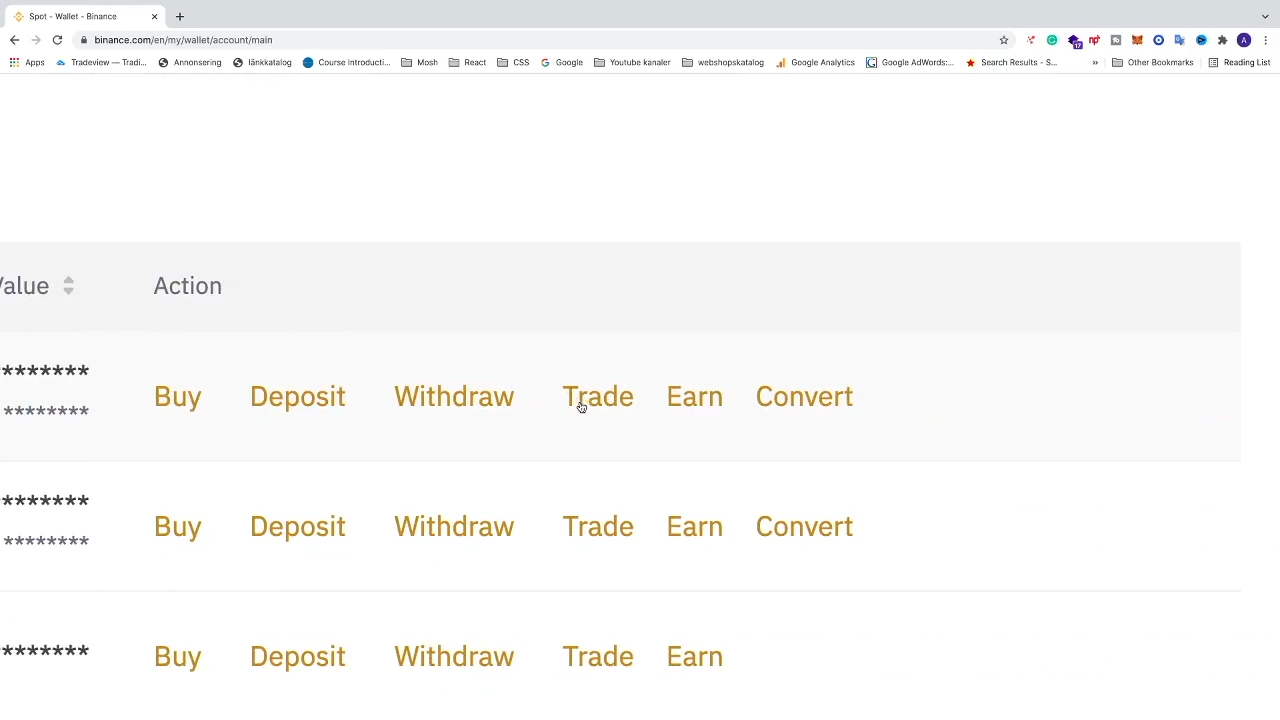 Spot - Wallet - Binance
binance.com/en/my/wallet/account/main
17
A
Apps Tradeview — Tradi... Annonsering länkkatalog Course Introducti... Mosh React CSS Google Youtube kanaler webshopskatalog Google Analytics Google AdWords:... Search Results - S... » Other Bookmarks Reading List
Value Action
*******
********
Buy Deposit Withdraw Trade Earn Convert
*******
********
Buy Deposit Withdraw Trade Earn Convert
*******
Buy Deposit Withdraw Trade Earn